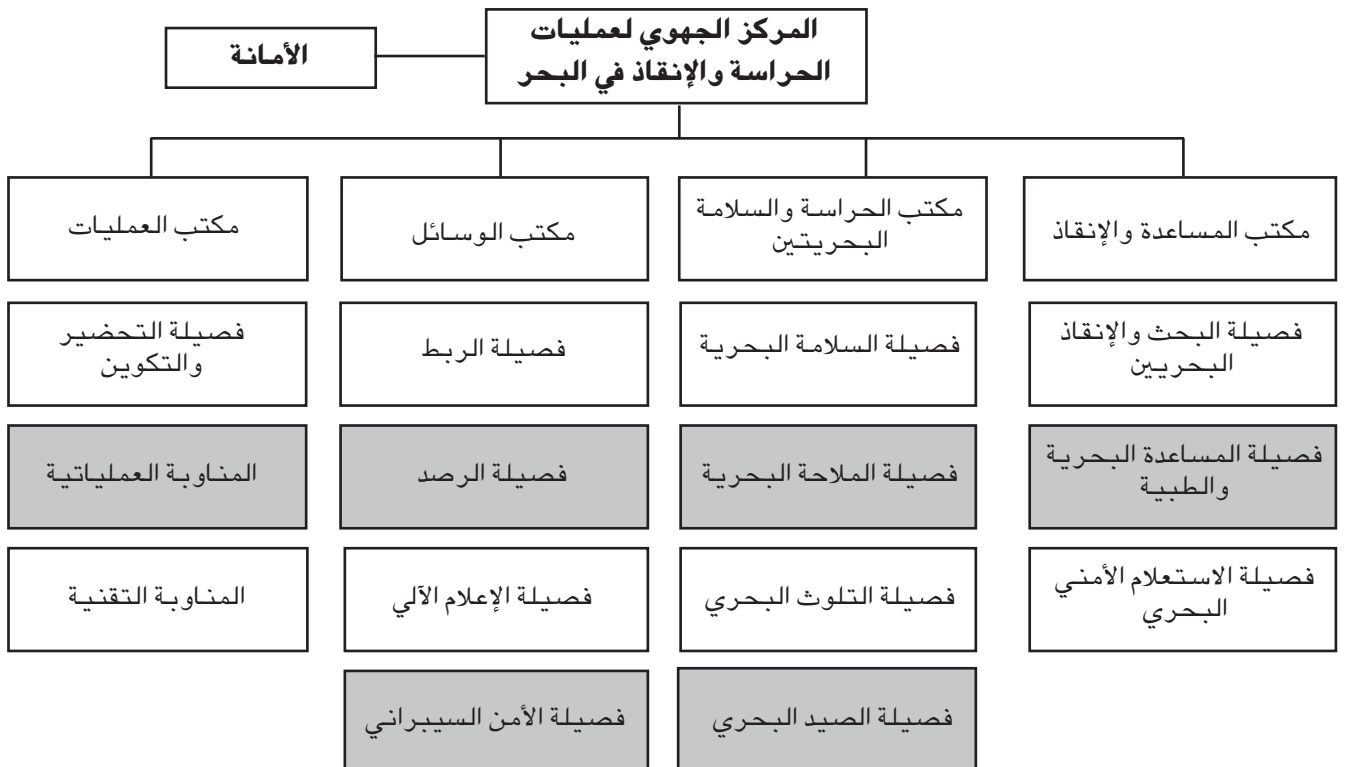 المركز الجهوي لعمليات
الحراسة والإنقاذ في البحر
الأمانة
مكتب المساعدة والإنقاذ
مكتب الحراسة والسلامة
البحريتين
مكتب الوسائل
مكتب العمليات
فصيلة البحث والإنقاذ
البحريين
فصيلة السلامة البحرية
فصيلة الربط
فصيلة التحضير
والتكوين
فصيلة المساعدة البحرية
والطبية
فصيلة الملاحة البحرية
فصيلة الرصد
المناوبة العملياتية
فصيلة الاستعلام الأمني
البحري
فصيلة التلوث البحري
فصيلة الإعلام الآلي
المناوبة التقنية
فصيلة الصيد البحري
فصيلة الأمن السيبراني